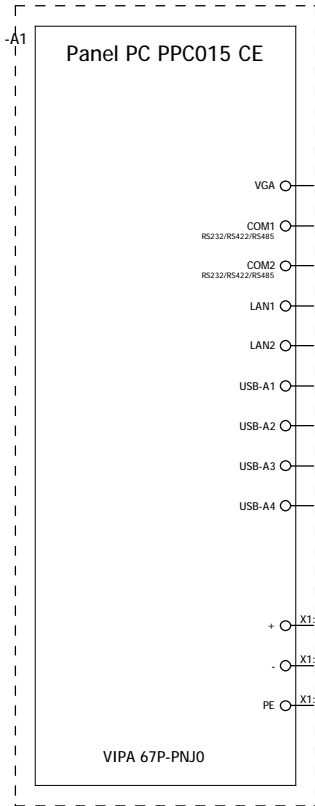 -A1
Panel PC PPC015 CE
VGA
COM1
RS232/RS422/RS485
COM2
RS232/RS422/RS485
LAN1
LAN2
USB-A1
USB-A2
USB-A3
USB-A4
+ X1:
- X1:
PE X1:
VIPA 67P-PNJ0